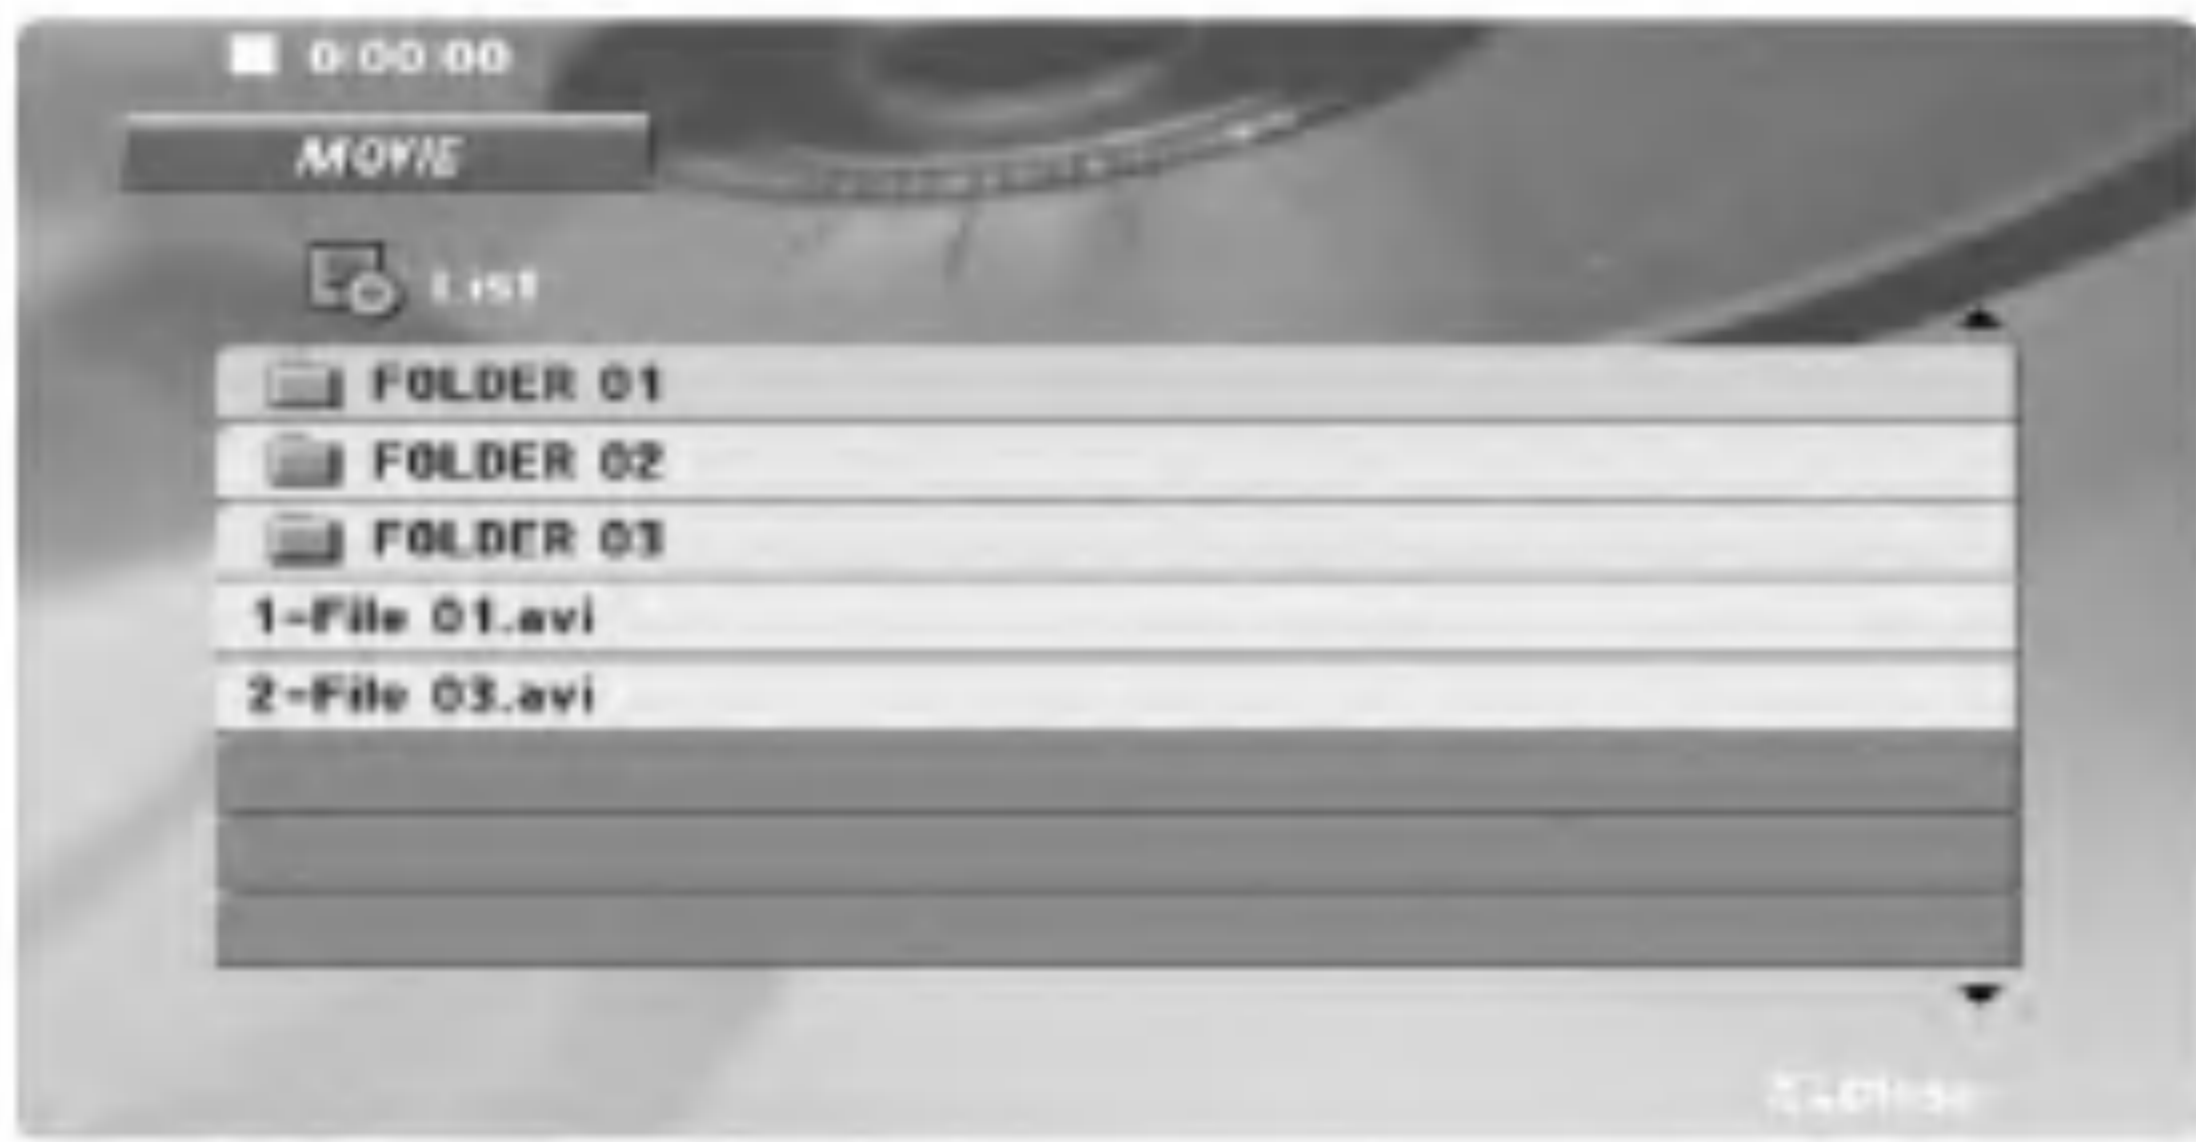 0:00:00
MOVIE
List
FOLDER 01
FOLDER 02
FOLDER 03
1-File 01.avi
2-File 03.avi